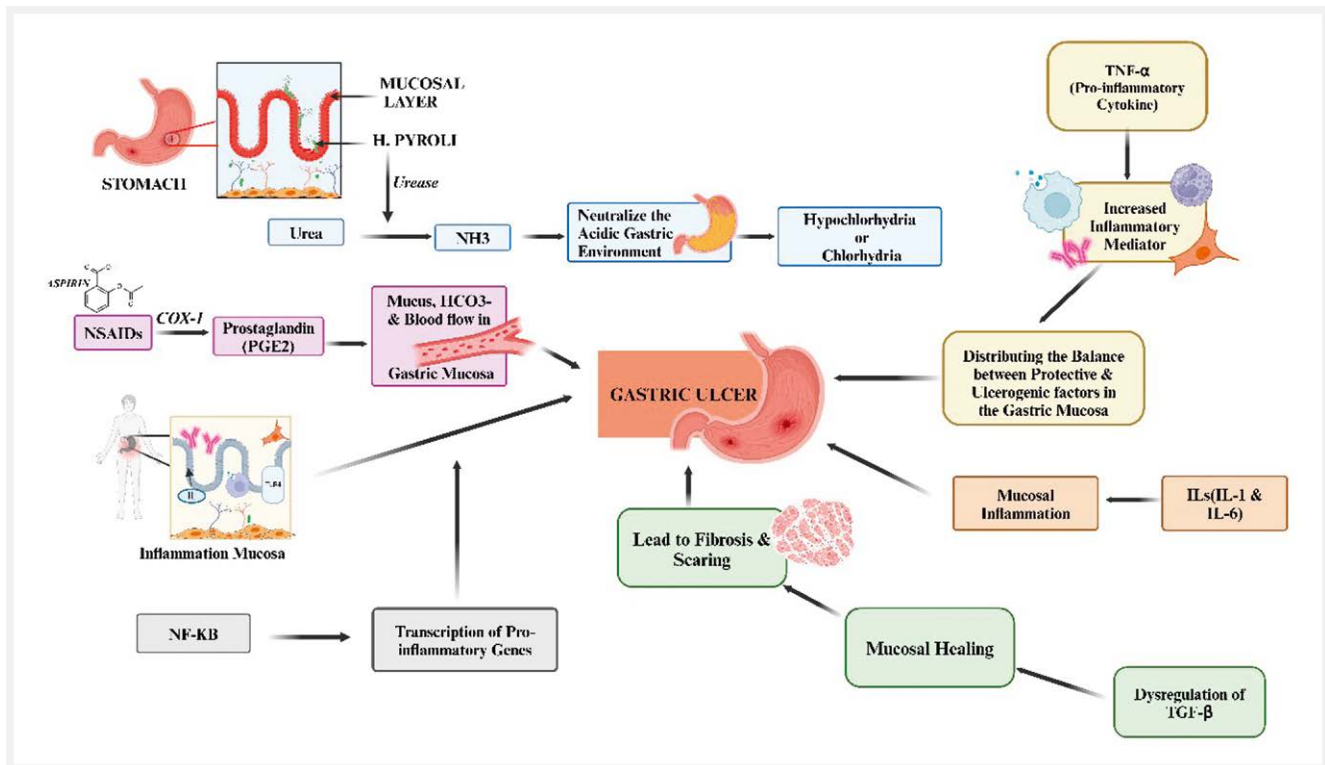 MUCOSAL
LAYER
H. PYROLI
STOMACH
Urease
Urea
NH3
Neutralize the
Acidic Gastric
Environment
Hypochlorhydria
or
Chlorhydria
ASPIRIN
NSAIDs
COX-1
Prostaglandin
(PGE2)
Mucus, HCO3-
& Blood flow in
Gastric Mucosa
GASTRIC ULCER
TNF-α
(Pro-inflammatory
Cytokine)
Increased
Inflammatory
Mediator
Distributing the Balance
between Protective &
Ulcerogenic factors in
the Gastric Mucosa
Mucosal
Inflammation
ILs(IL-1 &
IL-6)
TLR4
Inflammation Mucosa
NF-KB
Transcription of Pro-
inflammatory Genes
Lead to Fibrosis &
Scaring
Mucosal Healing
Dysregulation of
TGF-β